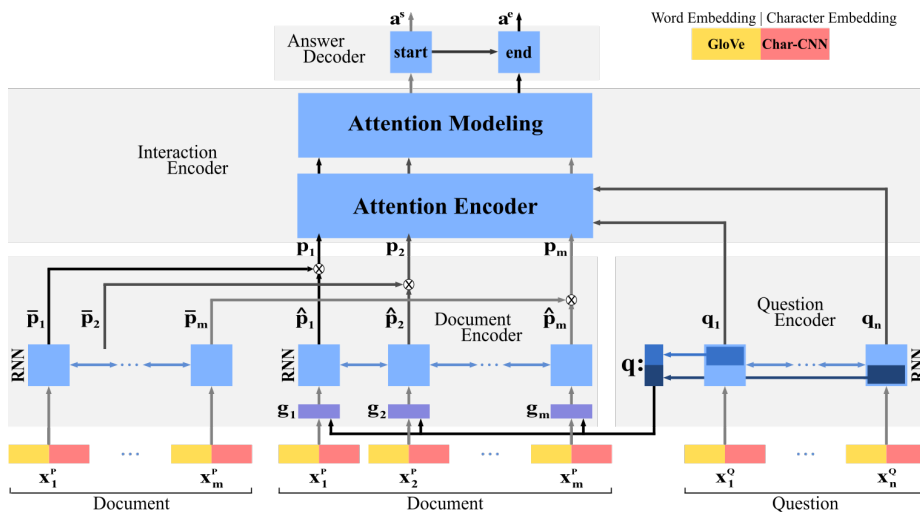 a^s a^e
Word Embedding | Character Embedding
GloVe Char-CNN
Answer
Decoder
start end
Attention Modeling
Interaction
Encoder
Attention Encoder
p_1 p_2 p_m
p̄_1 p̄_2 p̄_m p̂_1 p̂_2 p̂_m
Document
Encoder
q_1 q_n
Question
Encoder
RNN RNN RNN
q:
g_1 g_2 g_m
x_1^P ... x_m^P x_1^P x_2^P ... x_m^P x_1^Q ... x_n^Q
Document Document Question